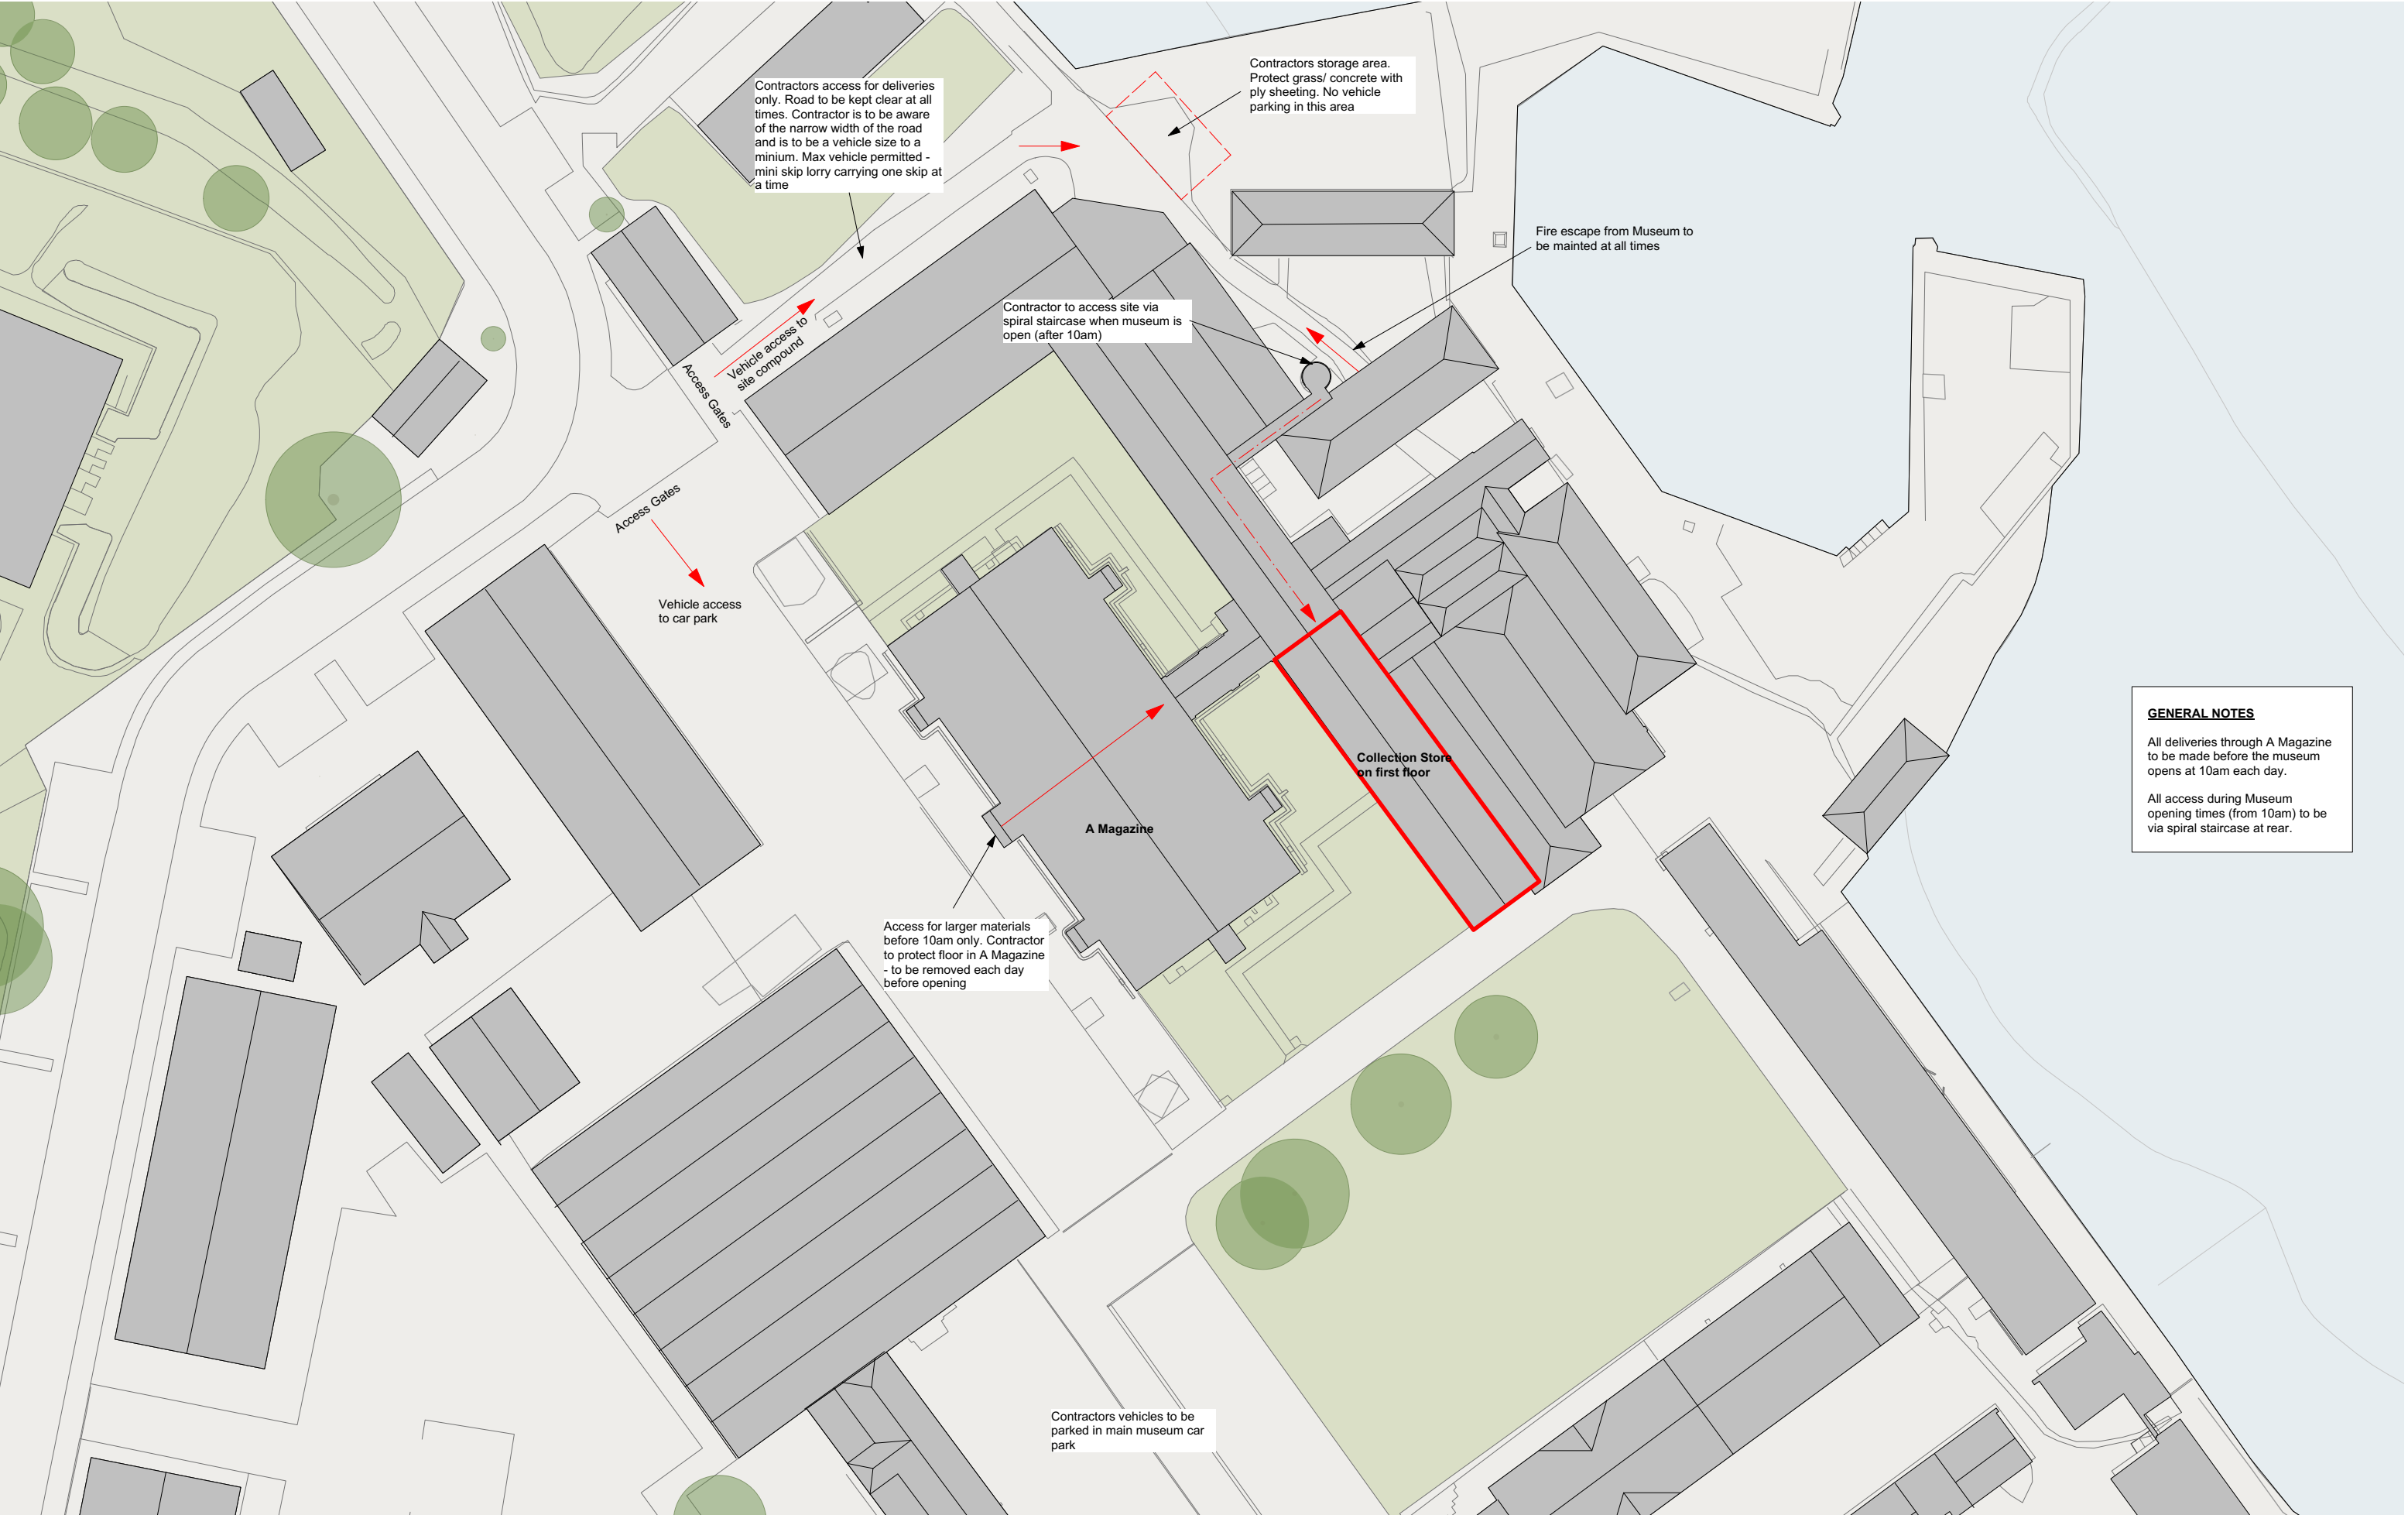 Contractors storage area.
Protect grass/ concrete with
ply sheeting. No vehicle
parking in this area
Contractors access for deliveries
only. Road to be kept clear at all
times. Contractor is to be aware
of the narrow width of the road
and is to be a vehicle size to a
minium. Max vehicle permitted -
mini skip lorry carrying one skip at
a time
Fire escape from Museum to
be mainted at all times
Contractor to access site via
spiral staircase when museum is
open (after 10am)
Vehicle access to
site compound
Access Gates
Access Gates
Vehicle access
to car park
GENERAL NOTES
All deliveries through A Magazine
to be made before the museum
opens at 10am each day.
All access during Museum
opening times (from 10am) to be
via spiral staircase at rear.
Collection Store
on first floor
A Magazine
Access for larger materials
before 10am only. Contractor
to protect floor in A Magazine
- to be removed each day
before opening
Contractors vehicles to be
parked in main museum car
park